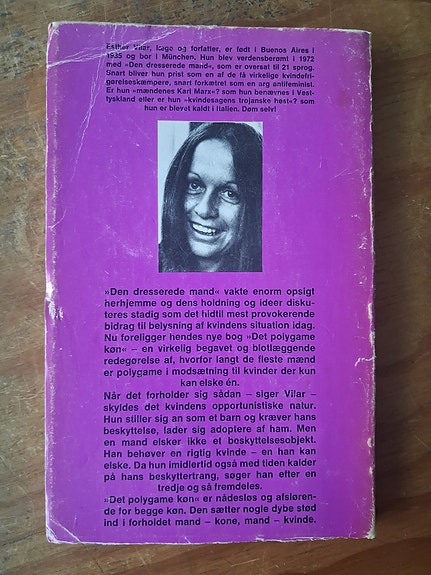 Esther Vilar, læge og forfatter, er født i Buenos Aires i
1935 og bor i München. Hun blev verdensberømt i 1972
med »Den dresserede mand«, som er oversat til 21 sprog.
Snart bliver hun prist som en af de få virkelige kvindefri-
gørelseskæmpere, snart forkætret som en arg antifeminist.
Er hun »mændenes Karl Marx«? som hun benævnes i Vest-
tyskland eller er hun »kvindesagens trojanske hest«? som
hun er blevet kaldt i Italien. Døm selv!
»Den dresserede mand« vakte enorm opsigt
herhjemme og dens holdning og ideer disku-
teres stadig som det hidtil mest provokerende
bidrag til belysning af kvindens situation idag.
Nu foreligger hendes nye bog »Det polygame
køn« – en virkelig begavet og blotlæggende
redegørelse af, hvorfor langt de fleste mænd
er polygame i modsætning til kvinder der kun
kan elske én.
Når det forholder sig sådan – siger Vilar –
skyldes det kvindens opportunistiske natur.
Hun stiller sig an som et barn og kræver hans
beskyttelse, lader sig adoptere af ham. Men
en mand elsker ikke et beskyttelsesobjekt.
Han behøver en rigtig kvinde – en han kan
elske. Da hun imidlertid også med tiden kalder
på hans beskyttertrang, søger han efter en
tredje og så fremdeles.
»Det polygame køn« er nådesløs og afsløren-
de for begge køn. Den sætter nogle dybe stød
ind i forholdet mand – kone, mand – kvinde.